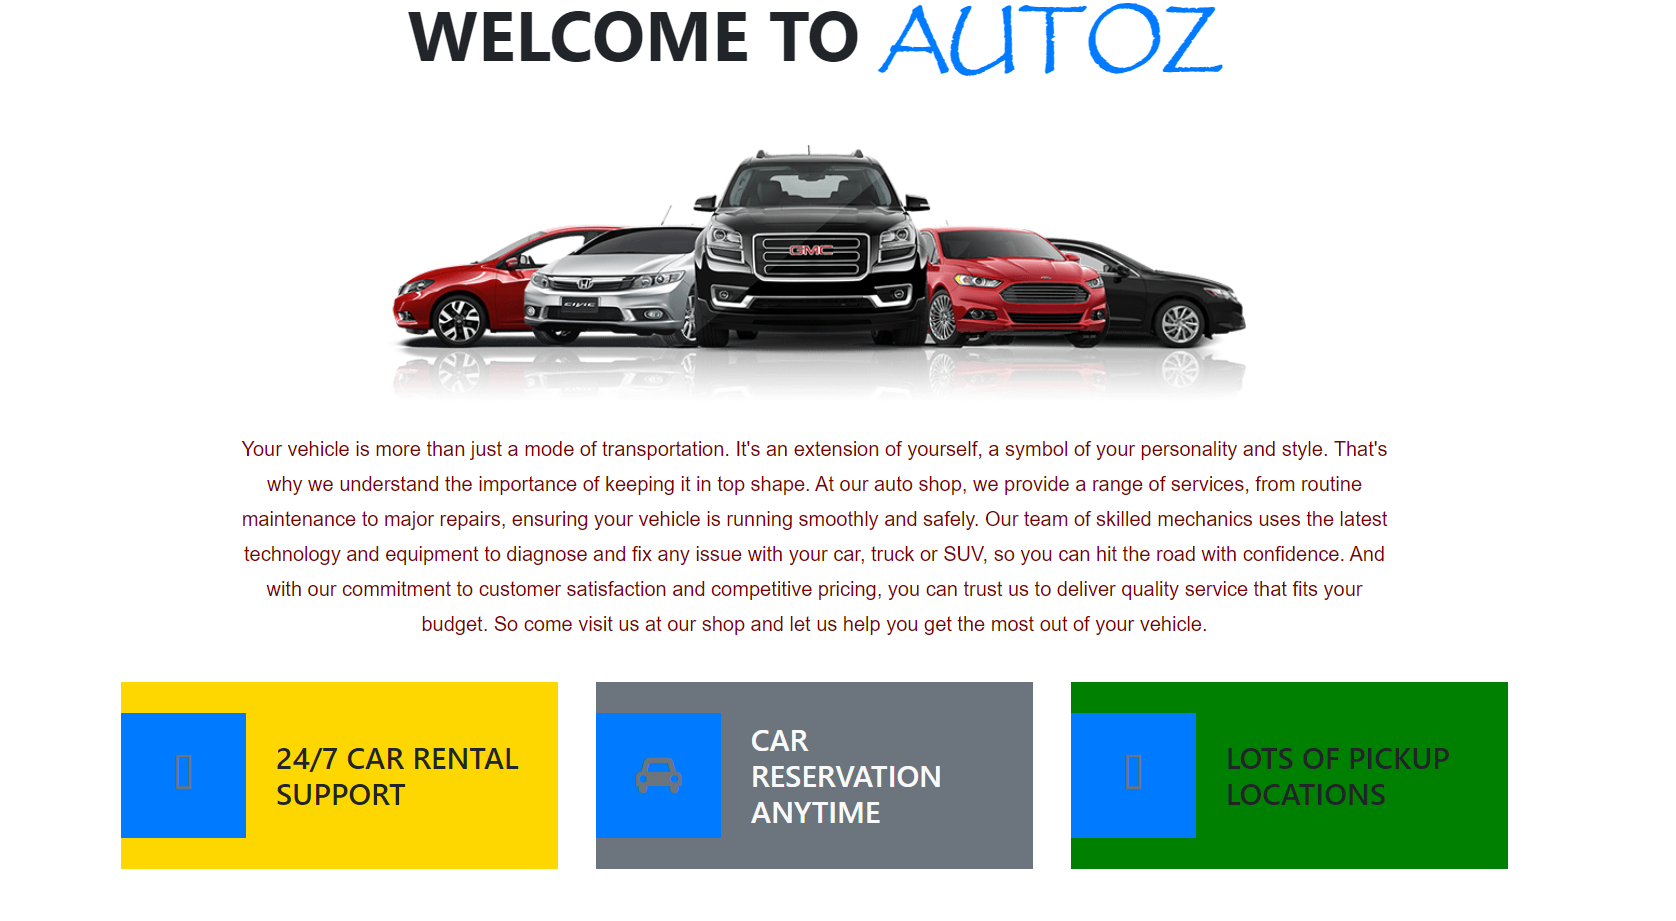 WELCOME TO AUTOZ
GMC
CIVIC
Your vehicle is more than just a mode of transportation. It's an extension of yourself, a symbol of your personality and style. That's
why we understand the importance of keeping it in top shape. At our auto shop, we provide a range of services, from routine
maintenance to major repairs, ensuring your vehicle is running smoothly and safely. Our team of skilled mechanics uses the latest
technology and equipment to diagnose and fix any issue with your car, truck or SUV, so you can hit the road with confidence. And
with our commitment to customer satisfaction and competitive pricing, you can trust us to deliver quality service that fits your
budget. So come visit us at our shop and let us help you get the most out of your vehicle.
24/7 CAR RENTAL
SUPPORT
CAR
RESERVATION
ANYTIME
LOTS OF PICKUP
LOCATIONS